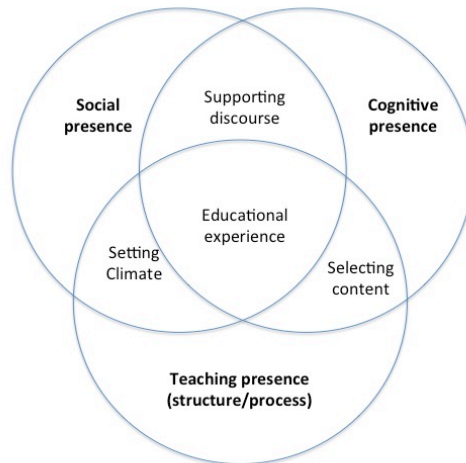 Social
presence
Supporting
discourse
Cognitive
presence
Educational
experience
Setting
Climate
Selecting
content
Teaching presence
(structure/process)